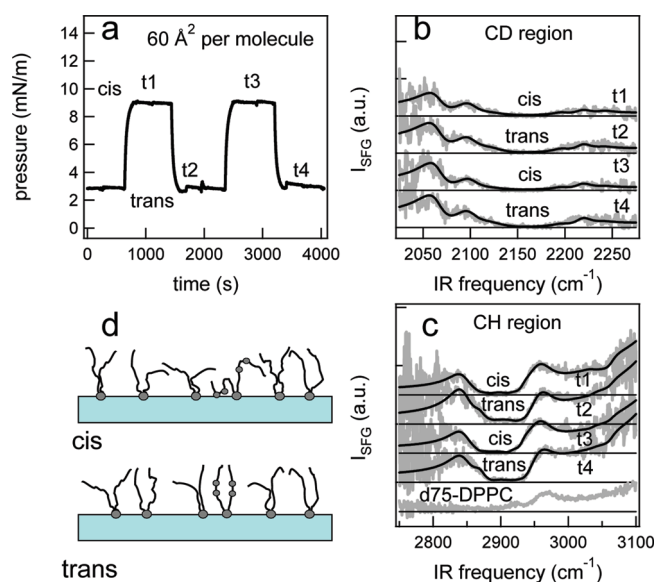 a
60 Å² per molecule
pressure (mN/m)
14
12
10
8
6
4
2
0
cis
t1
t3
t2
t4
trans
0
1000
2000
3000
4000
time (s)
b
CD region
I_SFG (a.u.)
cis
t1
trans
t2
cis
t3
trans
t4
2050
2100
2150
2200
2250
IR frequency (cm⁻¹)
d
cis
trans
c
CH region
I_SFG (a.u.)
cis
t1
trans
t2
cis
t3
trans
t4
d75-DPPC
2800
2900
3000
3100
IR frequency (cm⁻¹)